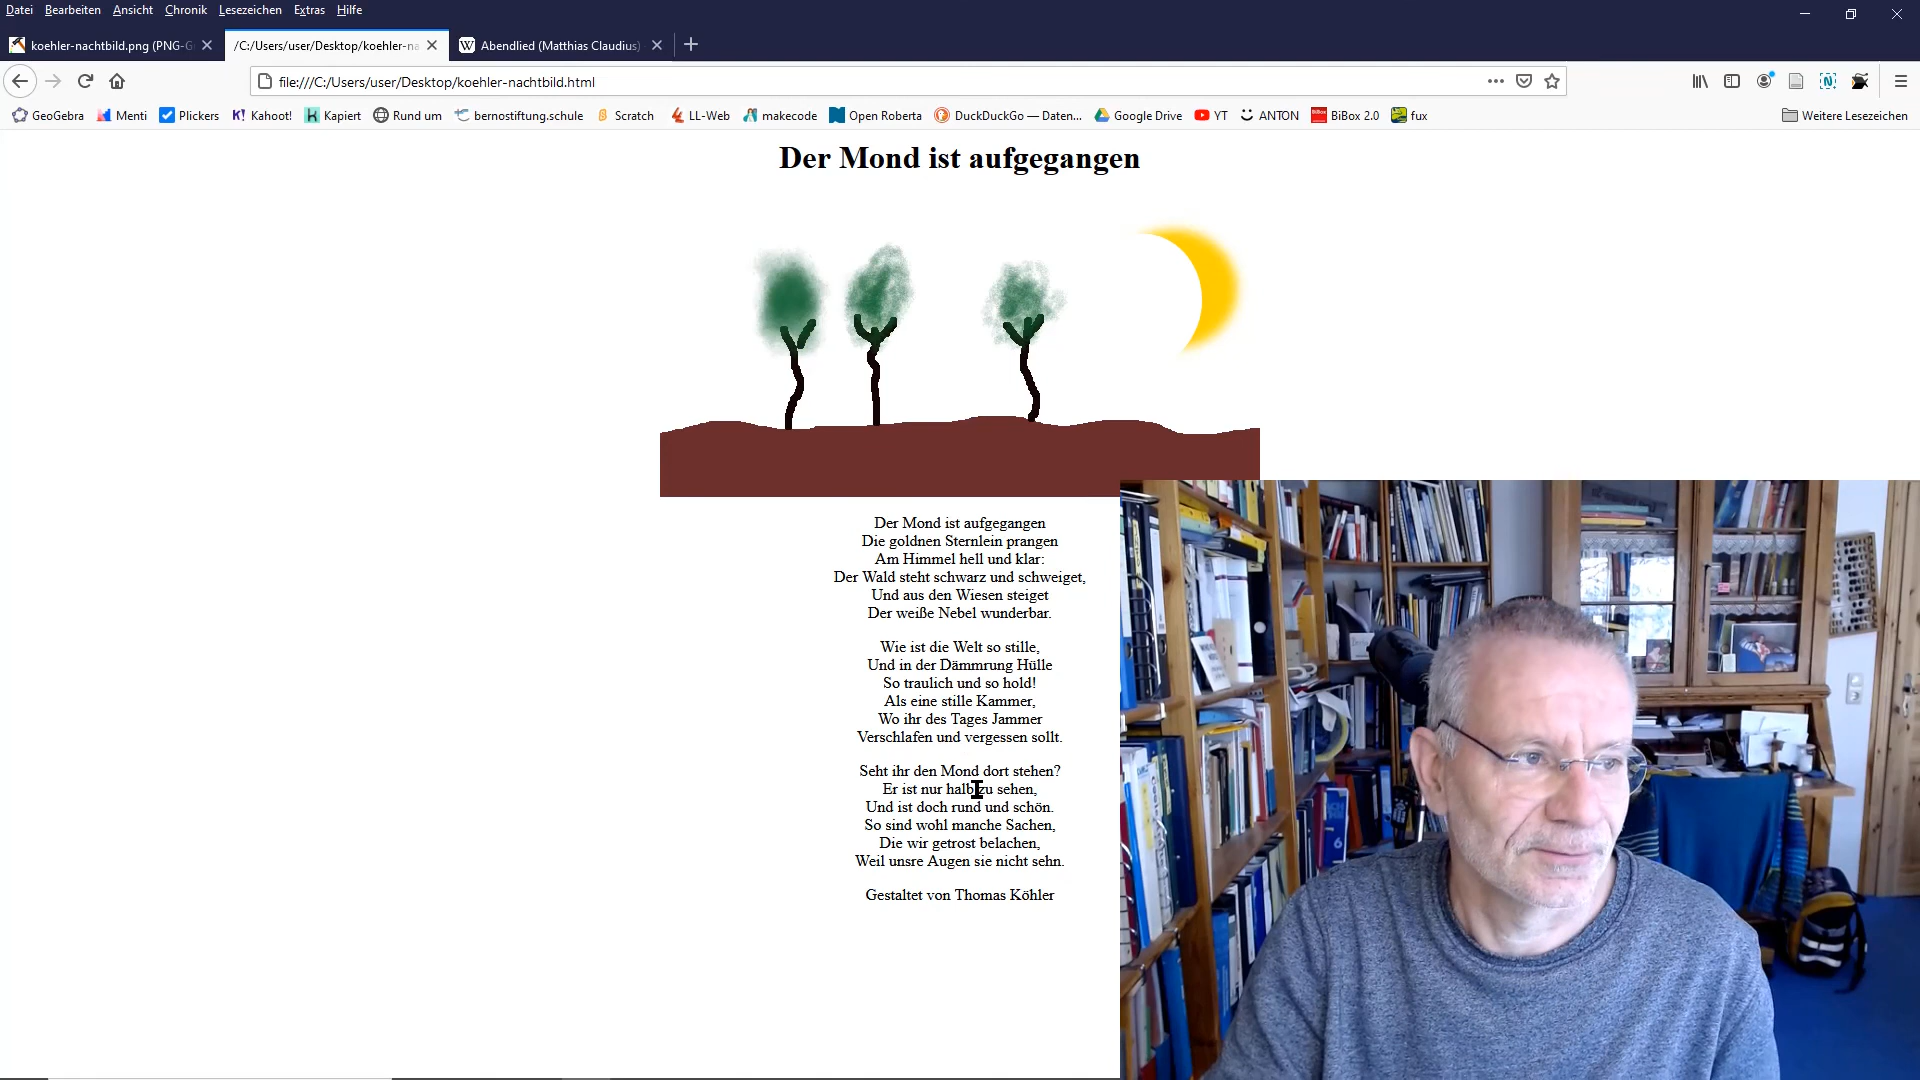 Datei Bearbeiten Ansicht Chronik Lesezeichen Extras Hilfe
koehler-nachtbild.png (PNG-G
/C:/Users/user/Desktop/koehler-na
W Abendlied (Matthias Claudius)
file:///C:/Users/user/Desktop/koehler-nachtbild.html
GeoGebra Menti Plickers K! Kahoot! Kapiert Rund um bernostiftung.schule Scratch LL-Web makecode Open Roberta DuckDuckGo — Daten... Google Drive YT ANTON BiBox 2.0 fux Weitere Lesezeichen
Der Mond ist aufgegangen
Der Mond ist aufgegangen
Die goldnen Sternlein prangen
Am Himmel hell und klar:
Der Wald steht schwarz und schweiget,
Und aus den Wiesen steiget
Der weiße Nebel wunderbar.
Wie ist die Welt so stille,
Und in der Dämmrung Hülle
So traulich und so hold!
Als eine stille Kammer,
Wo ihr des Tages Jammer
Verschlafen und vergessen sollt.
Seht ihr den Mond dort stehen?
Er ist nur halb zu sehen,
Und ist doch rund und schön.
So sind wohl manche Sachen,
Die wir getrost belachen,
Weil unsre Augen sie nicht sehn.
Gestaltet von Thomas Köhler